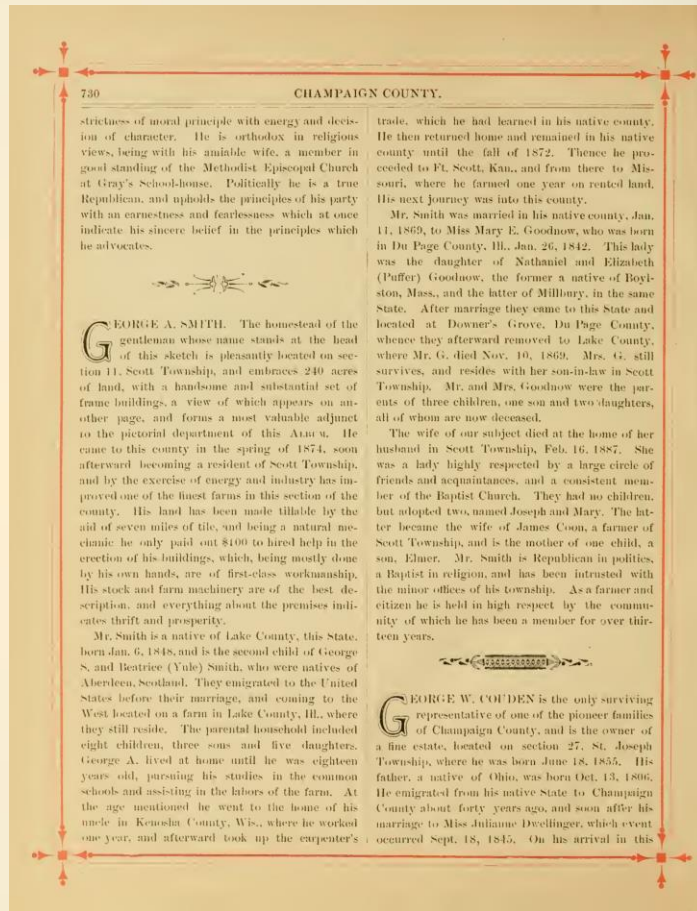 730
CHAMPAIGN COUNTY.
strictness of moral principle with energy and decis-
ion of character. He is orthodox in religious
views, being with his amiable wife, a member in
good standing of the Methodist Episcopal Church
at Gray's School-house. Politically he is a true
Republican, and upholds the principles of his party
with an earnestness and fearlessness which at once
indicate his sincere belief in the principles which
he advocates.
GEORGE A. SMITH. The homestead of the
gentleman whose name stands at the head
of this sketch is pleasantly located on sec-
tion 11, Scott Township, and embraces 240 acres
of land, with a handsome and substantial set of
frame buildings, a view of which appears on an-
other page, and forms a most valuable adjunct
to the pictorial department of this ALBUM. He
came to this county in the spring of 1874, soon
afterward becoming a resident of Scott Township,
and by the exercise of energy and industry has im-
proved one of the finest farms in this section of the
county. His land has been made tillable by the
aid of seven miles of tile, and being a natural me-
chanic he only paid out $400 to hired help in the
erection of his buildings, which, being mostly done
by his own hands, are of first-class workmanship.
His stock and farm machinery are of the best de-
scription, and everything about the premises indi-
cates thrift and prosperity.
Mr. Smith is a native of Lake County, this State,
born Jan. 6, 1848, and is the second child of George
S. and Beatrice (Yule) Smith, who were natives of
Aberdeen, Scotland. They emigrated to the United
States before their marriage, and coming to the
West located on a farm in Lake County, Ill., where
they still reside. The parental household included
eight children, three sons and five daughters.
George A. lived at home until he was eighteen
years old, pursuing his studies in the common
schools and assisting in the labors of the farm. At
the age mentioned he went to the home of his
uncle in Kenosha County, Wis., where he worked
one year, and afterward took up the carpenter's
trade, which he had learned in his native county.
He then returned home and remained in his native
county until the fall of 1872. Thence he pro-
ceeded to Ft. Scott, Kan., and from there to Mis-
souri, where he farmed one year on rented land.
His next journey was into this county.
Mr. Smith was married in his native county, Jan.
11, 1869, to Miss Mary E. Goodnow, who was born
in Du Page County, Ill., Jan. 26, 1842. This lady
was the daughter of Nathaniel and Elizabeth
(Puffer) Goodnow, the former a native of Boyl-
ston, Mass., and the latter of Millbury, in the same
State. After marriage they came to this State and
located at Downer's Grove, Du Page County,
whence they afterward removed to Lake County,
where Mr. G. died Nov. 10, 1869. Mrs. G. still
survives, and resides with her son-in-law in Scott
Township. Mr. and Mrs. Goodnow were the par-
ents of three children, one son and two daughters,
all of whom are now deceased.
The wife of our subject died at the home of her
husband in Scott Township, Feb. 16, 1887. She
was a lady highly respected by a large circle of
friends and acquaintances, and a consistent mem-
ber of the Baptist Church. They had no children,
but adopted two, named Joseph and Mary. The lat-
ter became the wife of James Coon, a farmer of
Scott Township, and is the mother of one child, a
son, Elmer. Mr. Smith is Republican in politics,
a Baptist in religion, and has been intrusted with
the minor offices of his township. As a farmer and
citizen he is held in high respect by the commu-
nity of which he has been a member for over thir-
teen years.
GEORGE W. COUDEN is the only surviving
representative of one of the pioneer families
of Champaign County, and is the owner of
a fine estate, located on section 27, St. Joseph
Township, where he was born June 18, 1855. His
father, a native of Ohio, was born Oct. 13, 1806.
He emigrated from his native State to Champaign
County about forty years ago, and soon after his
marriage to Miss Julianne Dwellinger, which event
occurred Sept. 18, 1845. On his arrival in this